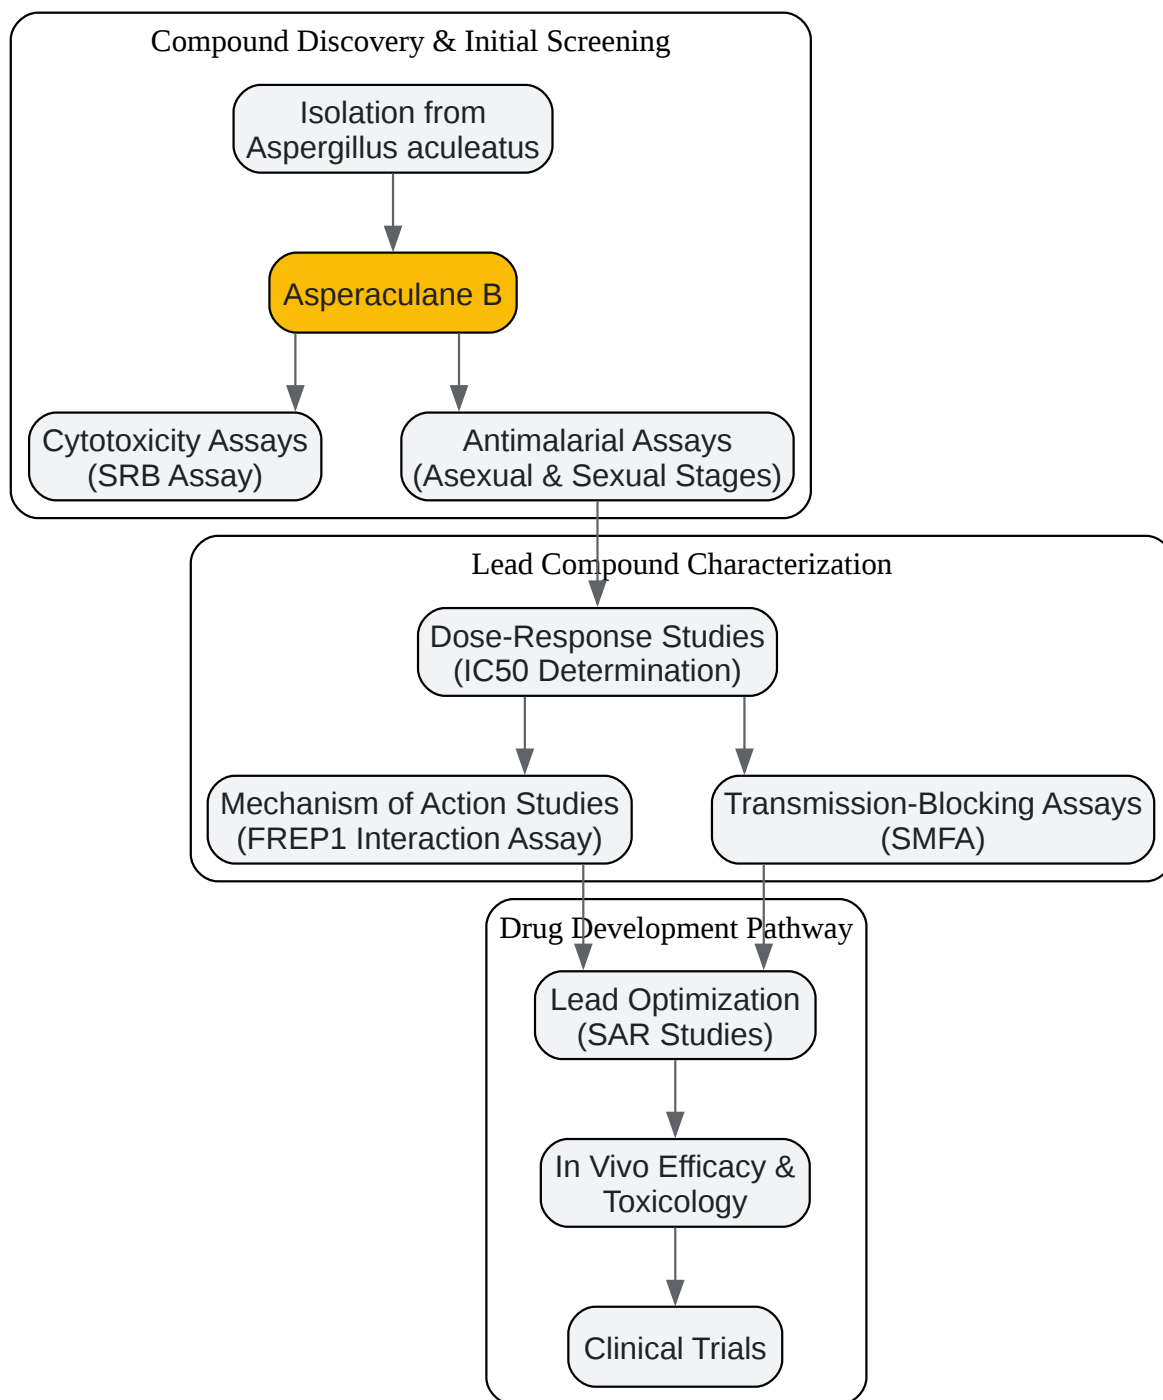 Compound Discovery & Initial Screening
Isolation from
Aspergillus aculeatus
Asperaculane B
Cytotoxicity Assays
(SRB Assay)
Antimalarial Assays
(Asexual & Sexual Stages)
Lead Compound Characterization
Dose-Response Studies
(IC50 Determination)
Mechanism of Action Studies
(FREP1 Interaction Assay)
Transmission-Blocking Assays
(SMFA)
Drug Development Pathway
Lead Optimization
(SAR Studies)
In Vivo Efficacy &
Toxicology
Clinical Trials